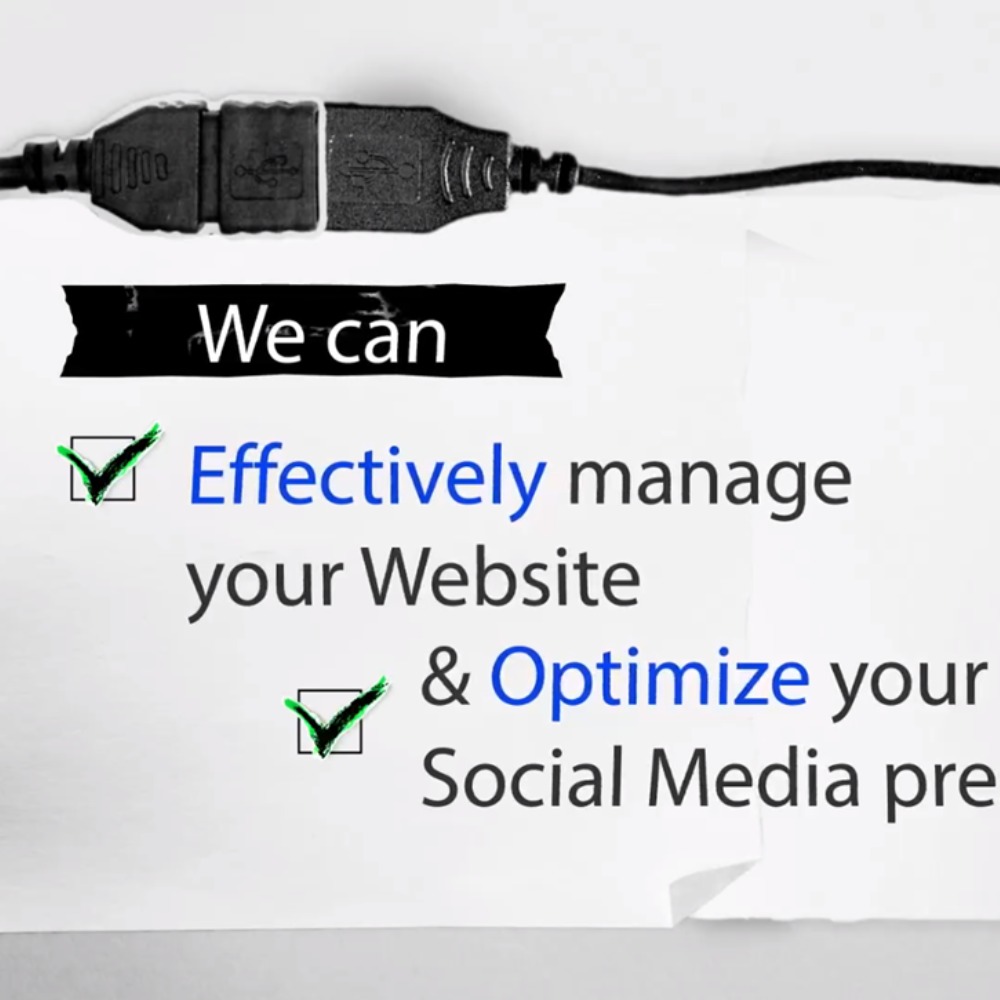 We can
Effectively manage
your Website
& Optimize your
Social Media pre